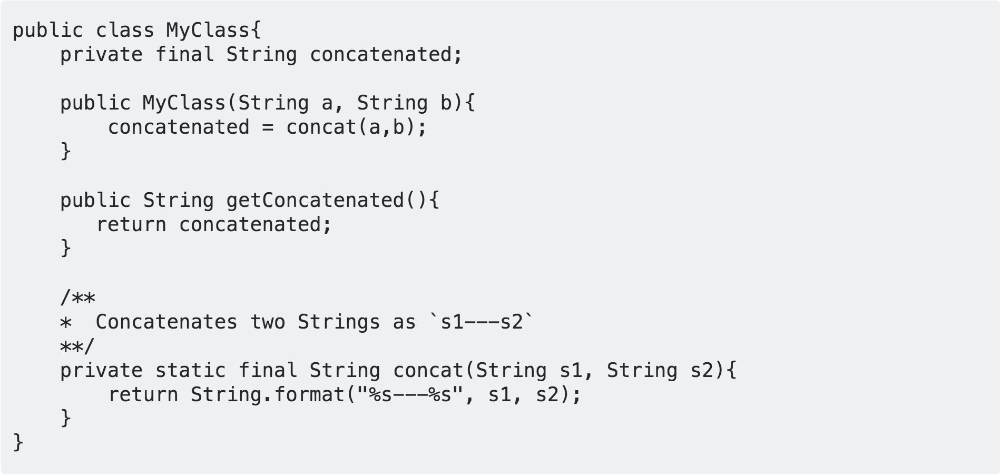 public class MyClass{
    private final String concatenated;

    public MyClass(String a, String b){
        concatenated = concat(a,b);
    }

    public String getConcatenated(){
       return concatenated;
    }

    /**
    *  Concatenates two Strings as `s1---s2`
    **/
    private static final String concat(String s1, String s2){
        return String.format("%s---%s", s1, s2);
    }
}